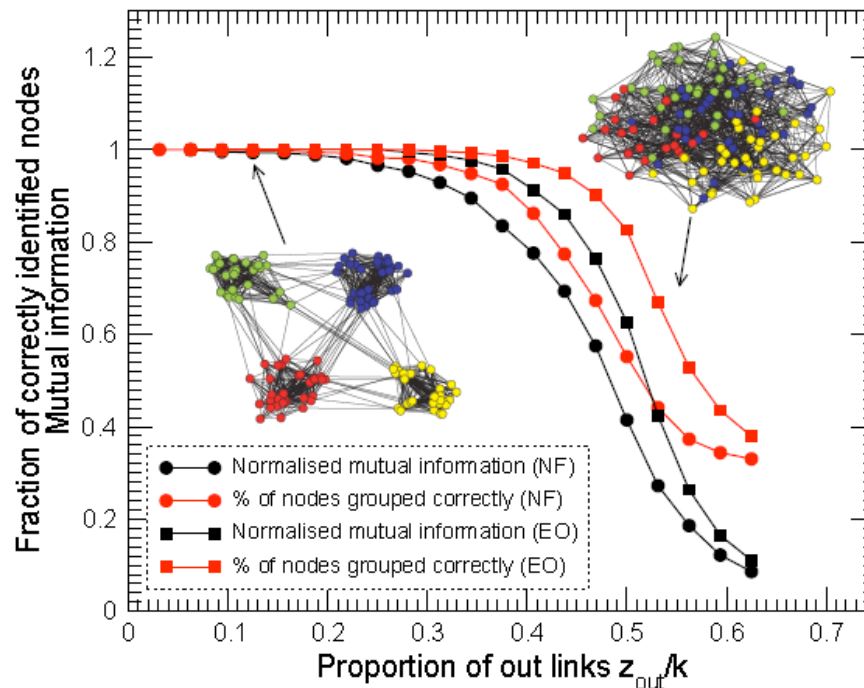 Fraction of correctly identified nodes
Mutual information
1.2
1
0.8
0.6
0.4
0.2
0
Normalised mutual information (NF)
% of nodes grouped correctly (NF)
Normalised mutual information (EO)
% of nodes grouped correctly (EO)
0 0.1 0.2 0.3 0.4 0.5 0.6 0.7
Proportion of out links z_out/k